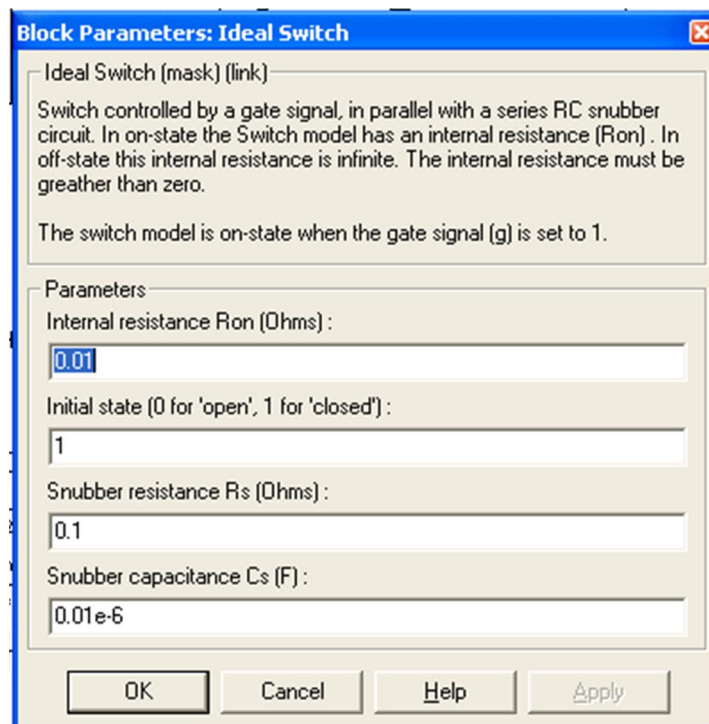 Block Parameters: Ideal Switch
Ideal Switch (mask) (link)
Switch controlled by a gate signal, in parallel with a series RC snubber
circuit. In on-state the Switch model has an internal resistance (Ron) . In
off-state this internal resistance is infinite. The internal resistance must be
greather than zero.
The switch model is on-state when the gate signal (g) is set to 1.
Parameters
Internal resistance Ron (Ohms) :
0.01
Initial state (0 for 'open', 1 for 'closed') :
1
Snubber resistance Rs (Ohms) :
0.1
Snubber capacitance Cs (F) :
0.01e-6
OK Cancel Help Apply